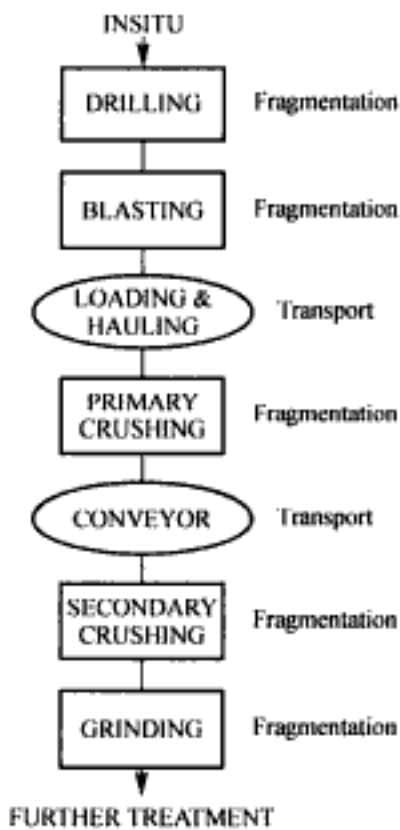 INSITU
DRILLING Fragmentation
BLASTING Fragmentation
LOADING &
HAULING
Transport
PRIMARY
CRUSHING
Fragmentation
CONVEYOR Transport
SECONDARY
CRUSHING
Fragmentation
GRINDING Fragmentation
FURTHER TREATMENT